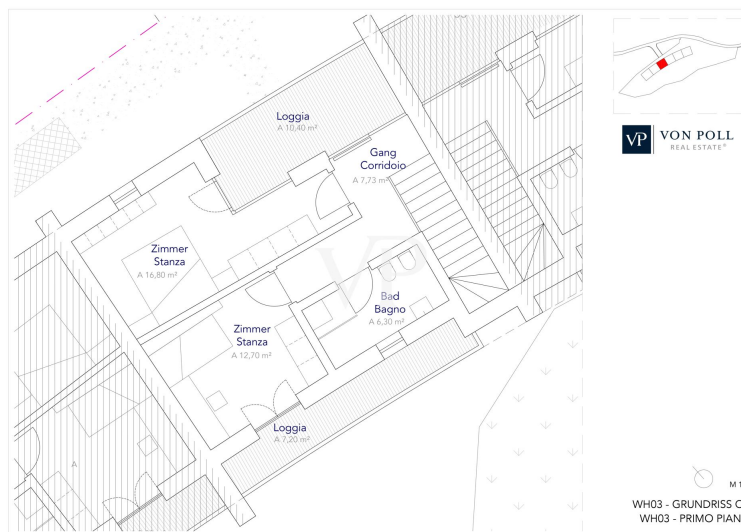 Loggia
A 10,40 m²
Gang
Corridoio
A 7,73 m²
Zimmer
Stanza
A 16,80 m²
Bad
Bagno
A 6,30 m²
Zimmer
Stanza
A 12,70 m²
Loggia
A 7,20 m²
A
VP
VP
VON POLL
REAL ESTATE®
M 1
WH03 - GRUNDRISS
WH03 - PRIMO PIAN